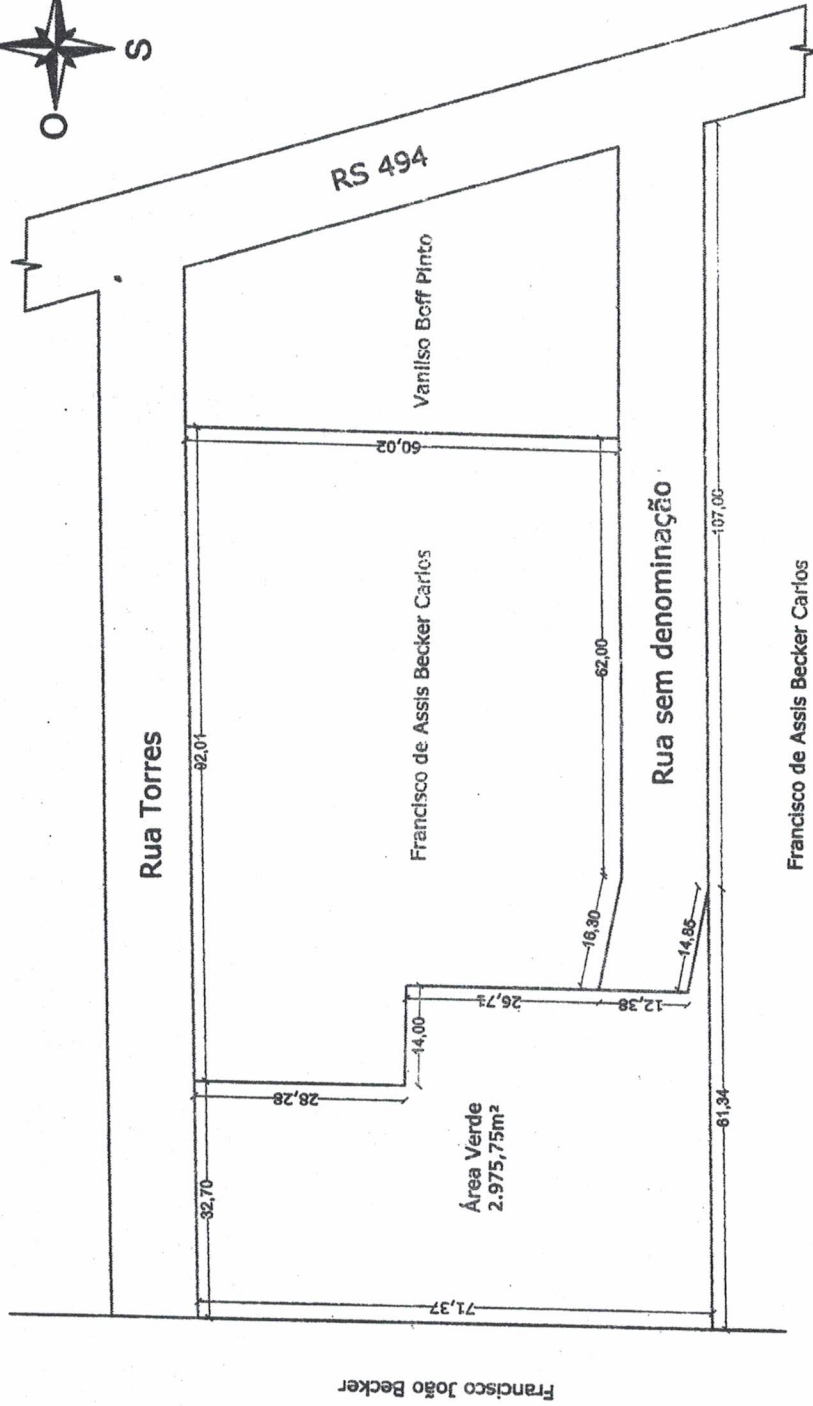 O
S
RS 494
Rua Torres
Vanilso Boff Pinto
60,02
92,01
Francisco de Assis Becker Carlos
62,00
Rua sem denominação
107,00
16,30
14,85
26,71
12,38
14,00
28,28
Área Verde
2.975,75m²
61,34
32,70
71,37
Francisco João Becker
Francisco de Assis Becker Carlos